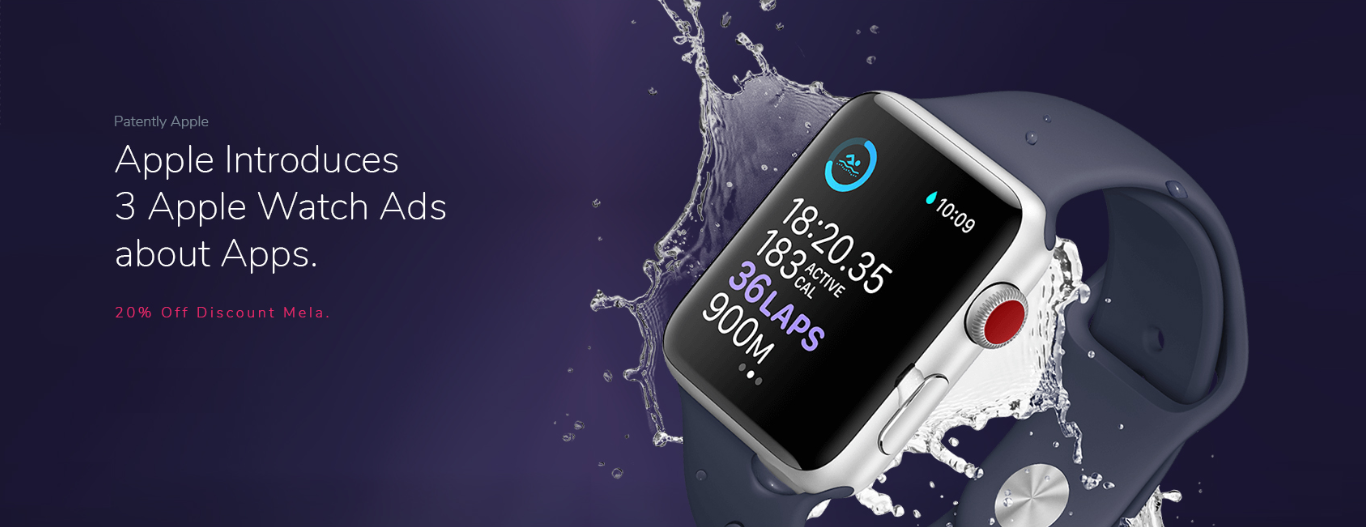 Patently Apple
Apple Introduces
3 Apple Watch Ads
about Apps.
20% Off Discount Mela.
10:09
18:20.35
183 ACTIVE CAL
36LAPS
900M